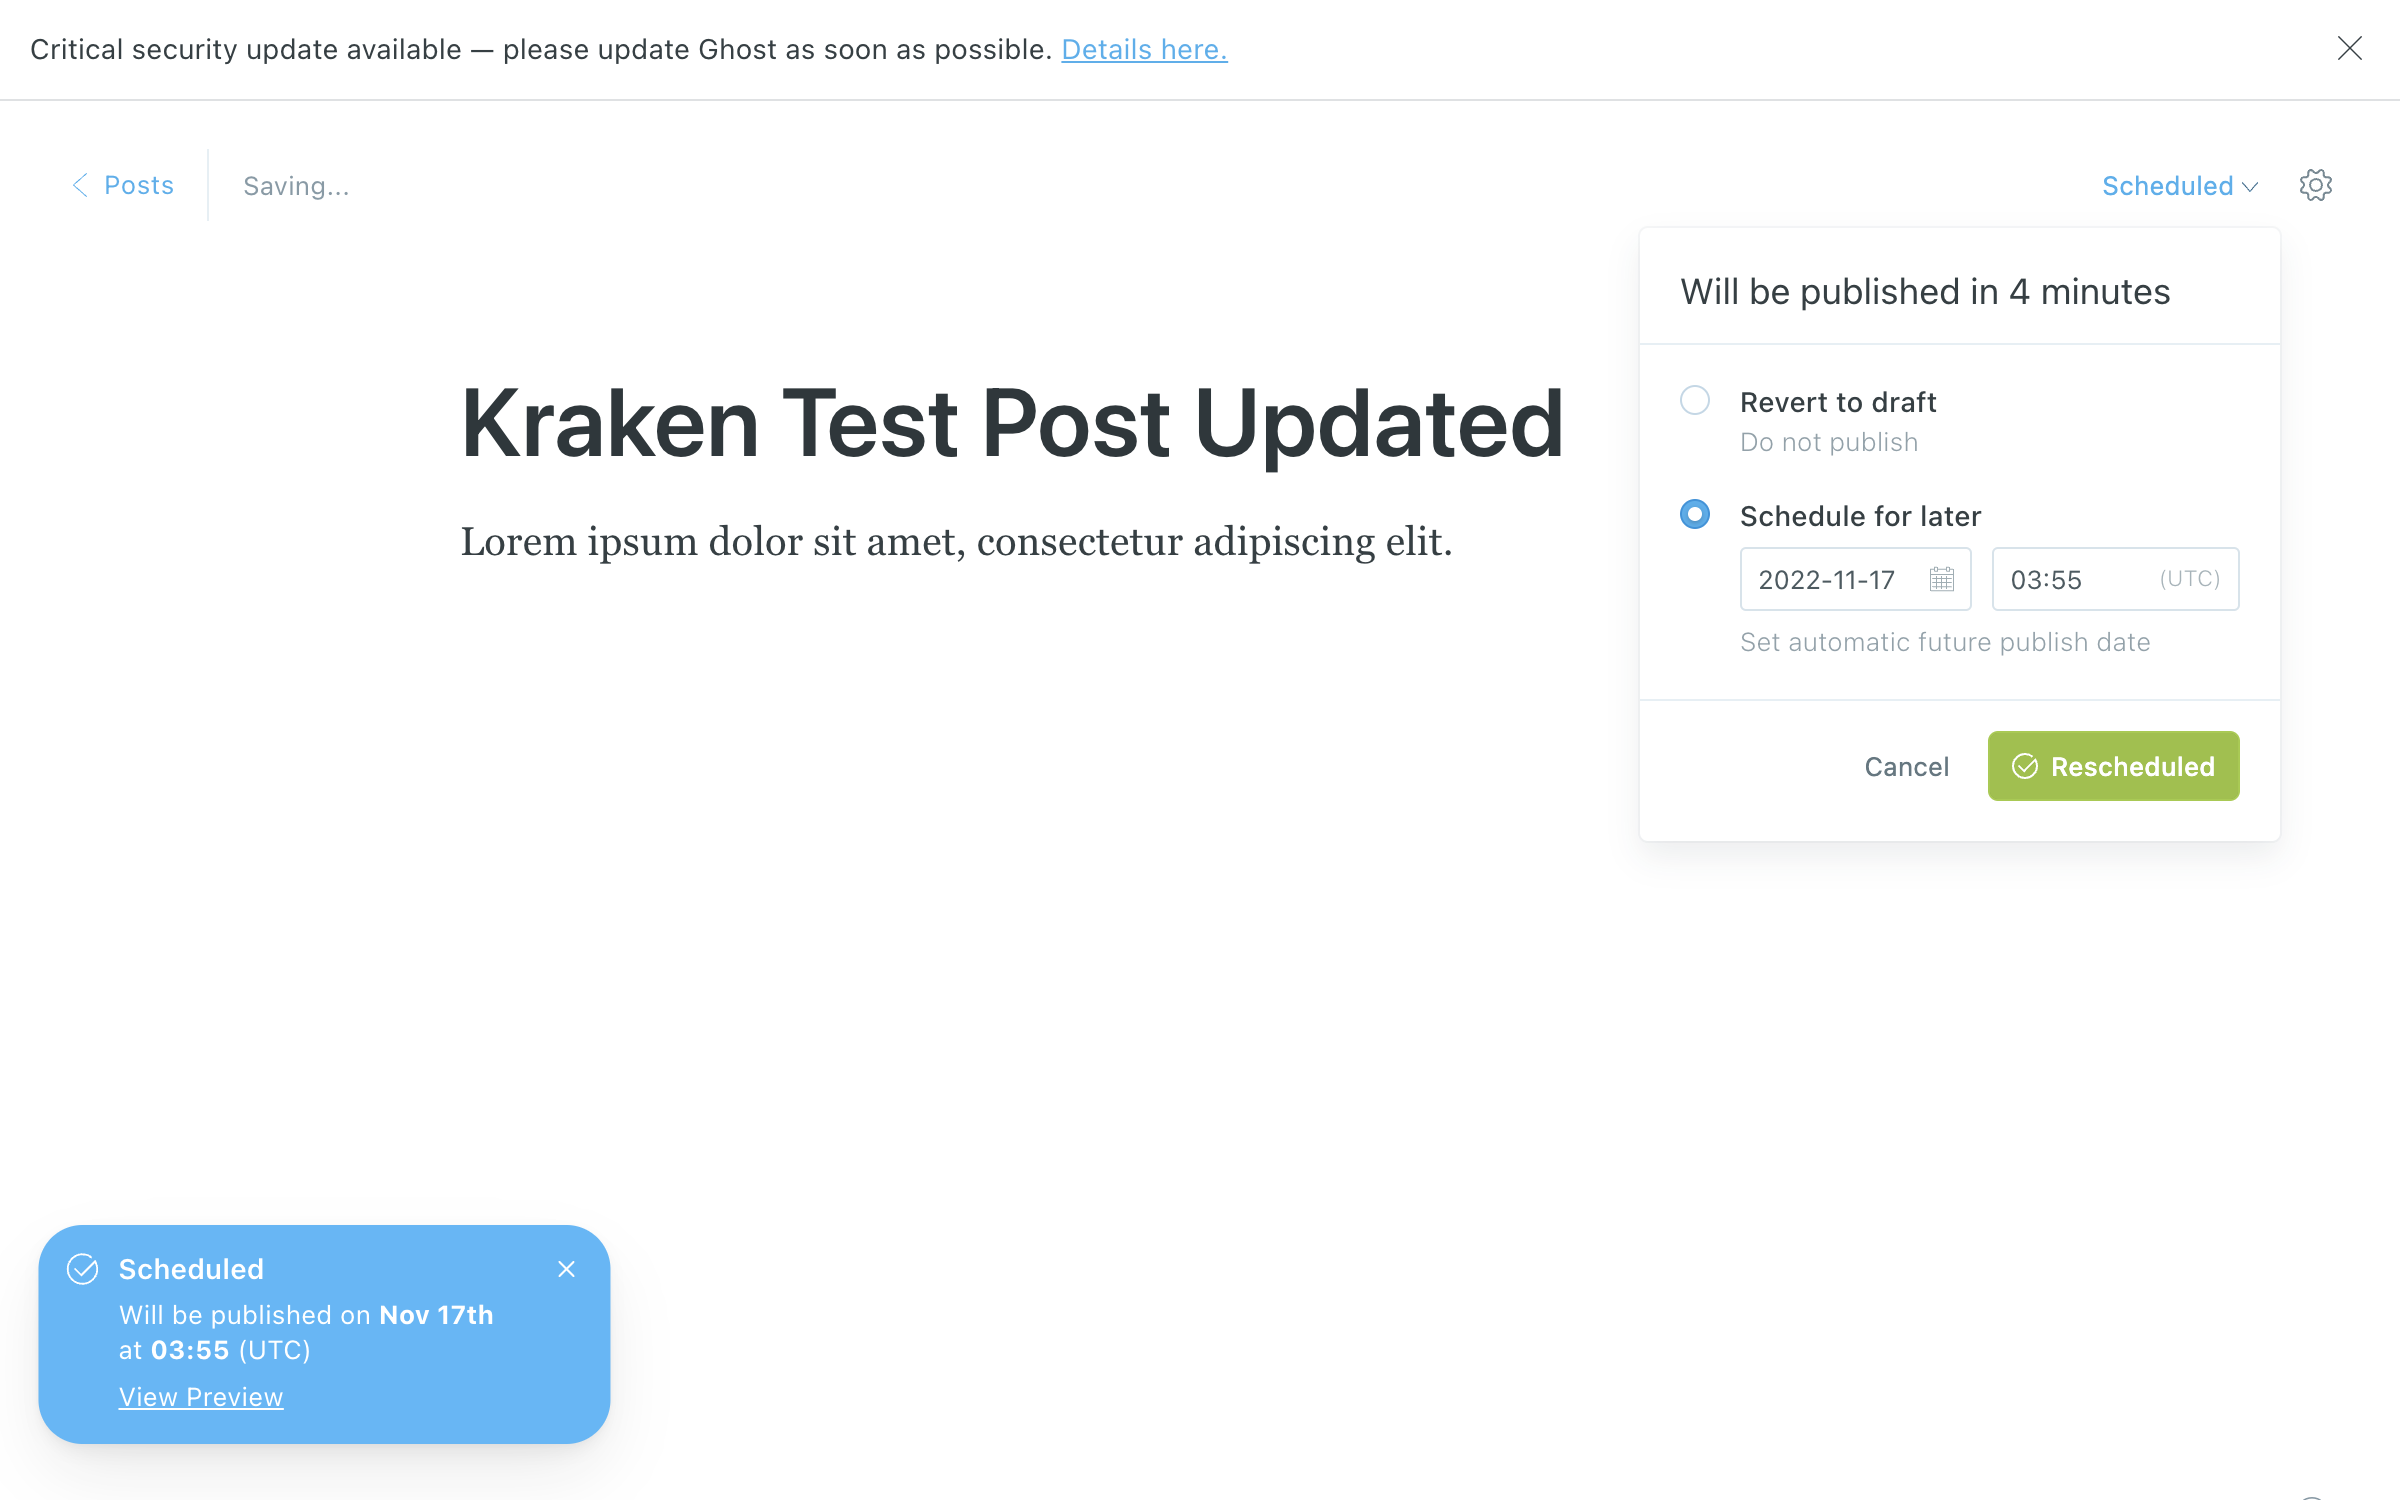 Critical security update available — please update Ghost as soon as possible. Details here.
Posts
Saving...
Scheduled
Will be published in 4 minutes
Kraken Test Post Updated
Lorem ipsum dolor sit amet, consectetur adipiscing elit.
Revert to draft
Do not publish
Schedule for later
2022-11-17
03:55 (UTC)
Set automatic future publish date
Cancel
Rescheduled
Scheduled
Will be published on Nov 17th
at 03:55 (UTC)
View Preview